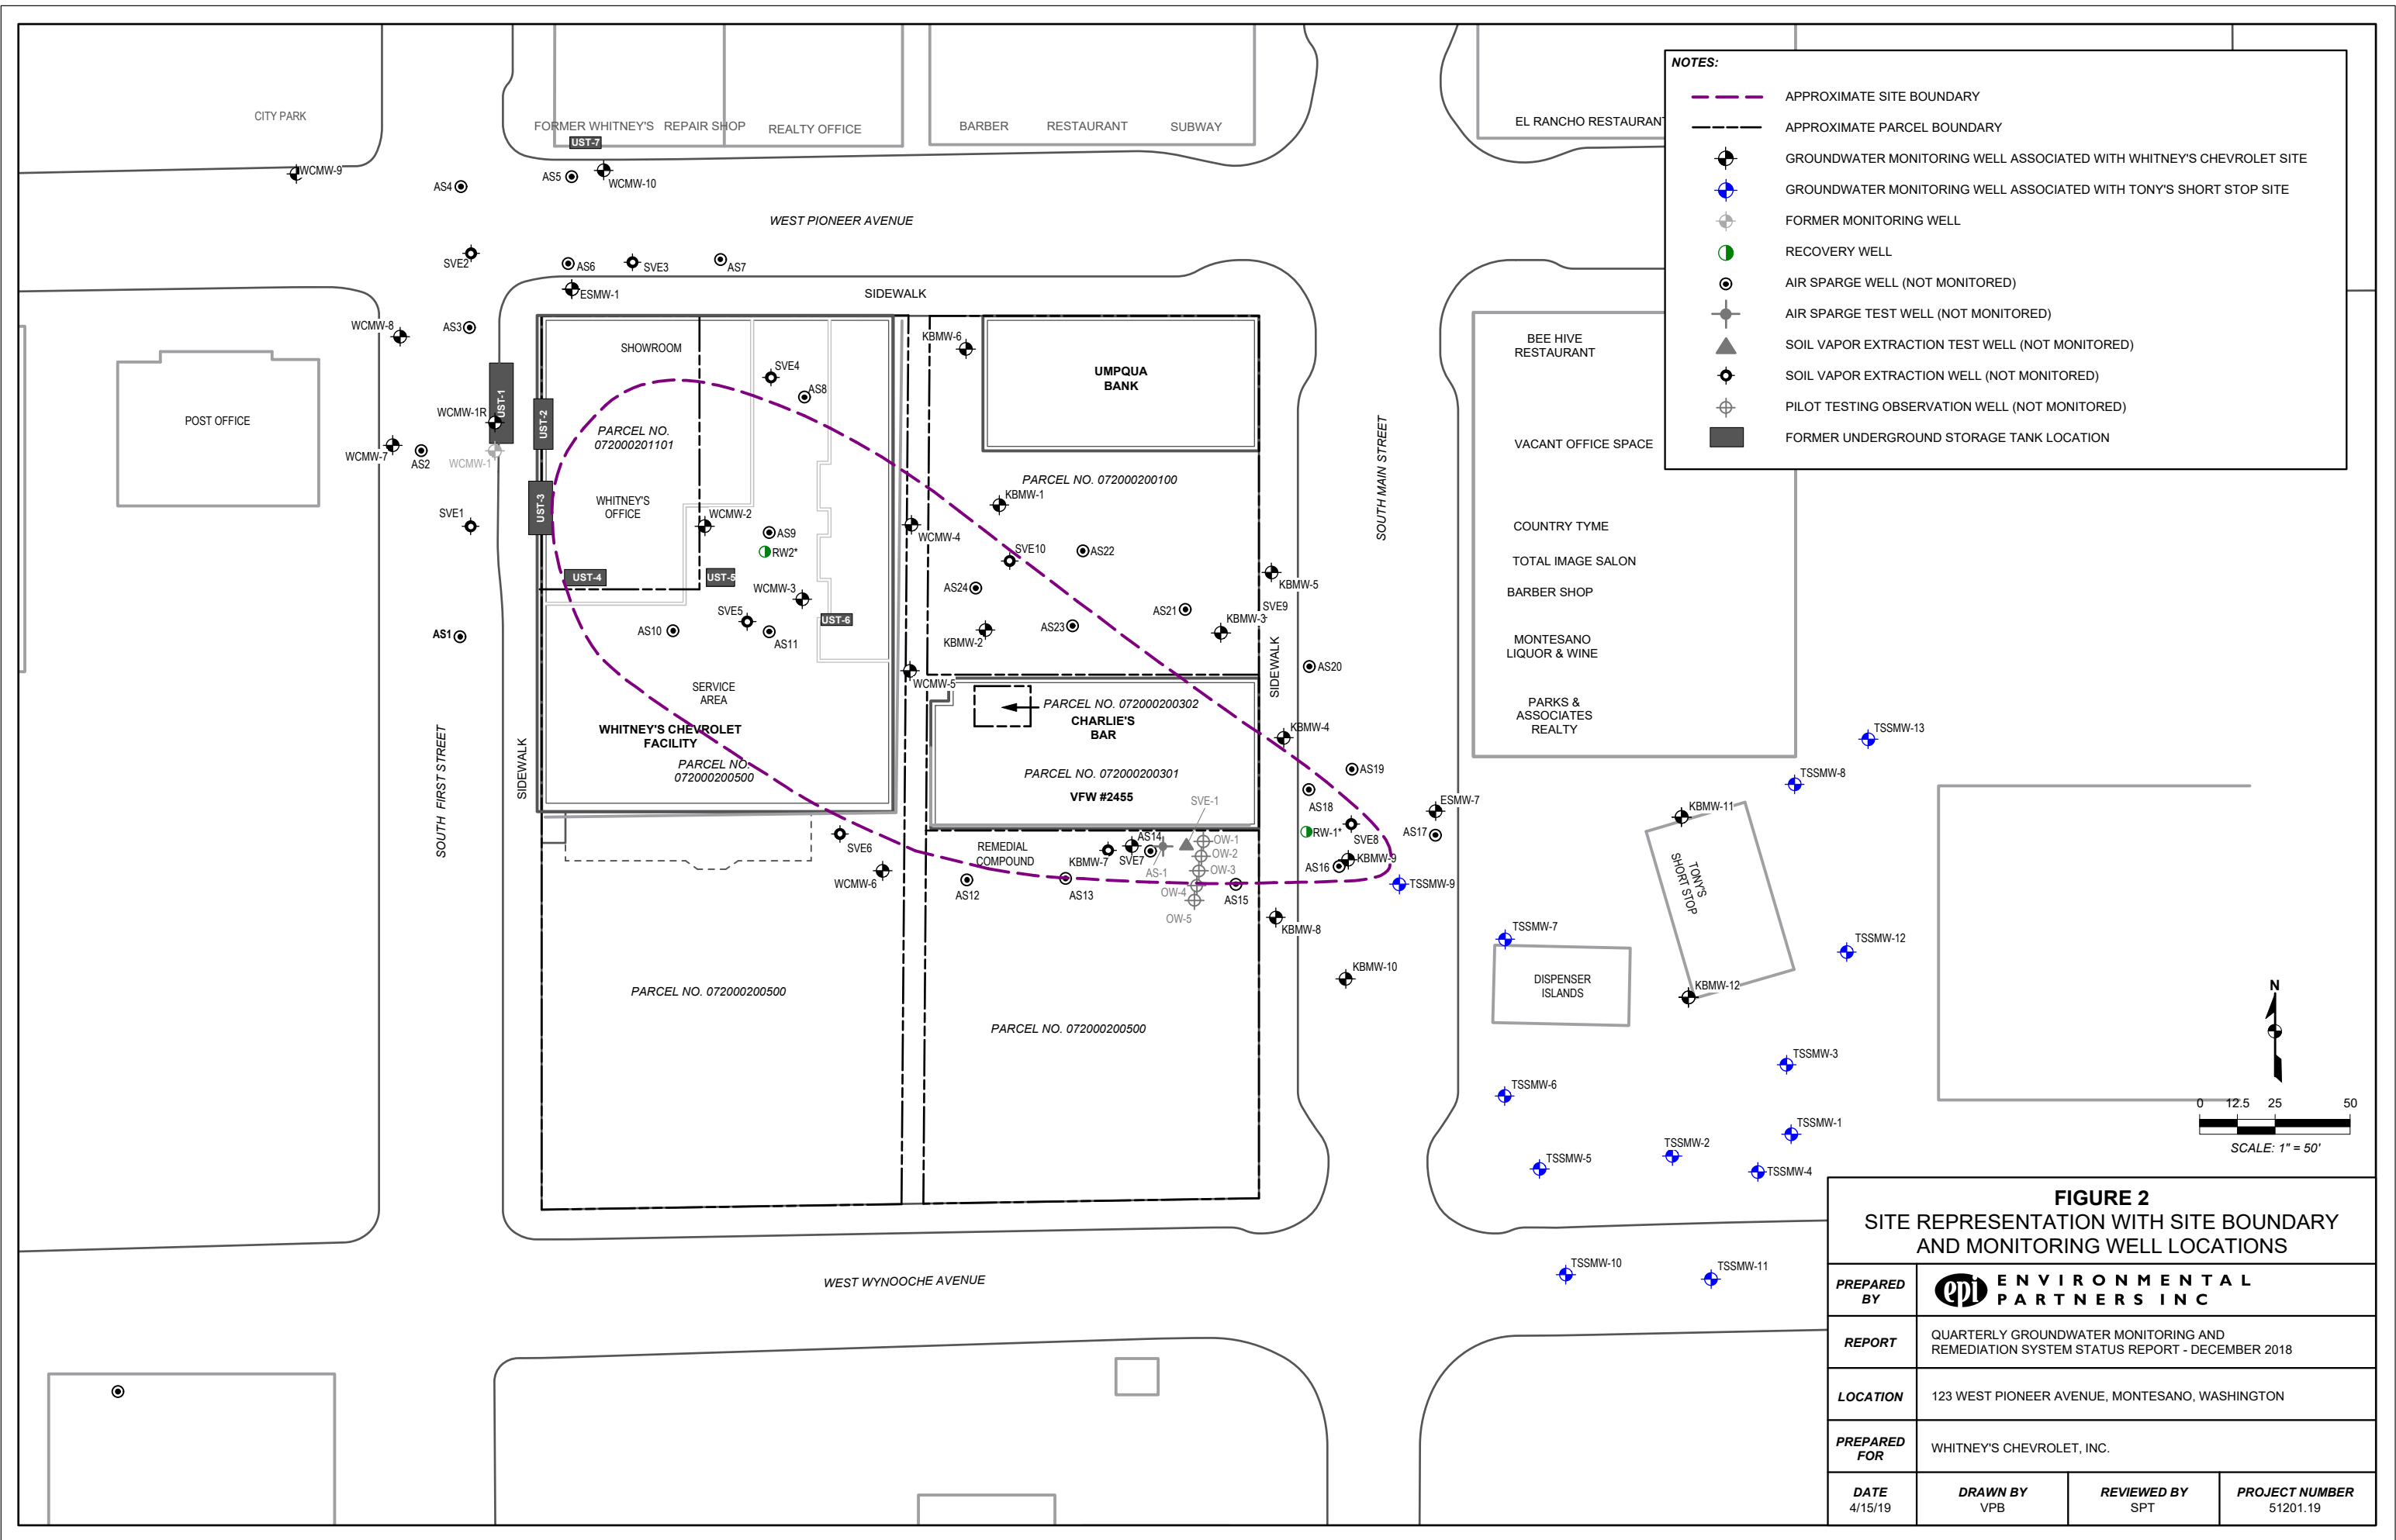 NOTES:
APPROXIMATE SITE BOUNDARY
APPROXIMATE PARCEL BOUNDARY
GROUNDWATER MONITORING WELL ASSOCIATED WITH WHITNEY'S CHEVROLET SITE
GROUNDWATER MONITORING WELL ASSOCIATED WITH TONY'S SHORT STOP SITE
FORMER MONITORING WELL
RECOVERY WELL
AIR SPARGE WELL (NOT MONITORED)
AIR SPARGE TEST WELL (NOT MONITORED)
SOIL VAPOR EXTRACTION TEST WELL (NOT MONITORED)
SOIL VAPOR EXTRACTION WELL (NOT MONITORED)
PILOT TESTING OBSERVATION WELL (NOT MONITORED)
FORMER UNDERGROUND STORAGE TANK LOCATION
CITY PARK
FORMER WHITNEY'S REPAIR SHOP
REALTY OFFICE
BARBER
RESTAURANT
SUBWAY
EL RANCHO RESTAURANT
UST-7
WCMW-9
AS4
AS5
WCMW-10
WEST PIONEER AVENUE
SVE2
AS6
SVE3
AS7
ESMW-1
SIDEWALK
WCMW-8
AS3
SHOWROOM
SVE4
AS8
KBMW-6
UMPQUA
BANK
BEE HIVE
RESTAURANT
POST OFFICE
WCMW-1R
UST-1
UST-2
WCMW-7
AS2
WCMW-1
PARCEL NO.
072000201101
PARCEL NO. 072000200100
SOUTH MAIN STREET
VACANT OFFICE SPACE
UST-3
WHITNEY'S
OFFICE
SVE1
WCMW-2
AS9
RW2*
WCMW-4
KBMW-1
SVE10
AS22
COUNTRY TYME
TOTAL IMAGE SALON
BARBER SHOP
UST-4
UST-5
WCMW-3
AS24
KBMW-5
SVE9
AS1
AS10
SVE5
AS11
UST-6
KBMW-2
AS23
AS21
KBMW-3
SIDEWALK
AS20
MONTESANO
LIQUOR & WINE
WCMW-5
SERVICE
AREA
PARCEL NO. 072000200302
CHARLIE'S
BAR
PARKS &
ASSOCIATES
REALTY
WHITNEY'S CHEVROLET
FACILITY
PARCEL NO.
072000200500
KBMW-4
TSSMW-13
SOUTH FIRST STREET
SIDEWALK
PARCEL NO. 072000200301
VFW #2455
AS19
TSSMW-8
SVE-1
AS18
ESMW-7
KBMW-11
SVE6
REMEDIAL
COMPOUND
AS14
KBMW-7
SVE7
AS-1
OW-1
OW-2
OW-3
OW-4
OW-5
RW-1*
SVE8
AS17
KBMW-9
AS16
TSSMW-9
TONY'S
SHORT STOP
WCMW-6
AS12
AS13
AS15
KBMW-8
TSSMW-7
TSSMW-12
KBMW-10
DISPENSER
ISLANDS
KBMW-12
PARCEL NO. 072000200500
PARCEL NO. 072000200500
N
TSSMW-3
TSSMW-6
0 12.5 25 50
SCALE: 1" = 50'
TSSMW-1
TSSMW-2
TSSMW-5
TSSMW-4
WEST WYNOOCHE AVENUE
TSSMW-10
TSSMW-11
FIGURE 2
SITE REPRESENTATION WITH SITE BOUNDARY
AND MONITORING WELL LOCATIONS
PREPARED
BY
epi ENVIRONMENTAL
PARTNERS INC
REPORT
QUARTERLY GROUNDWATER MONITORING AND
REMEDIATION SYSTEM STATUS REPORT - DECEMBER 2018
LOCATION
123 WEST PIONEER AVENUE, MONTESANO, WASHINGTON
PREPARED
FOR
WHITNEY'S CHEVROLET, INC.
DATE
4/15/19
DRAWN BY
VPB
REVIEWED BY
SPT
PROJECT NUMBER
51201.19